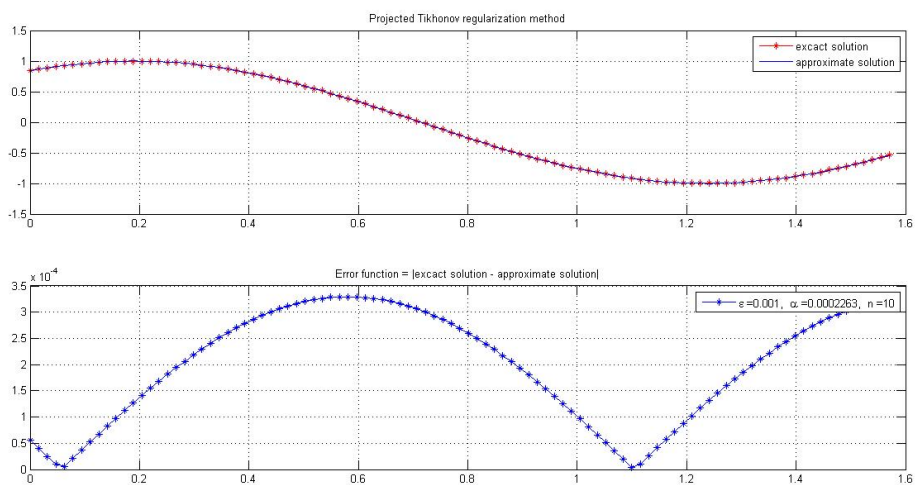 Projected Tikhonov regularization method
1.5
1
0.5
0
-0.5
-1
-1.5
excact solution
approximate solution
0 0.2 0.4 0.6 0.8 1 1.2 1.4 1.6
x 10⁻⁴
Error function = |excact solution - approximate solution|
3.5
3
2.5
2
1.5
1
0.5
0
ε=0.001, α=0.0002263, n=10
0 0.2 0.4 0.6 0.8 1 1.2 1.4 1.6